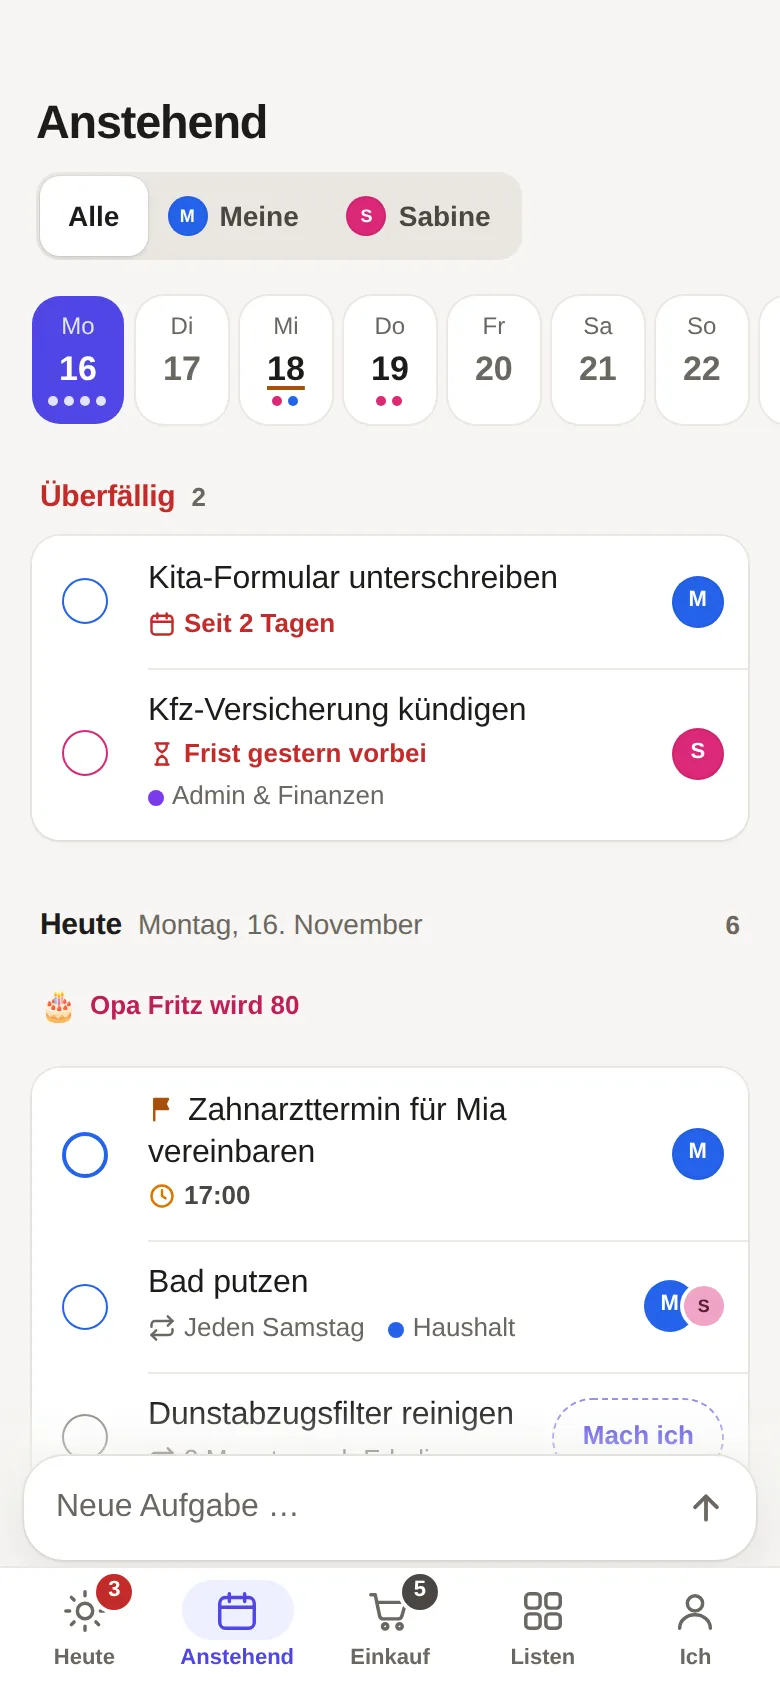 Anstehend
Alle M Meine S Sabine
Mo Di Mi Do Fr Sa So
16 17 18 19 20 21 22
Überfällig 2
Kita-Formular unterschreiben
M
Seit 2 Tagen
Kfz-Versicherung kündigen
Frist gestern vorbei
S
Admin & Finanzen
Heute Montag, 16. November 6
Opa Fritz wird 80
Zahnarzttermin für Mia
vereinbaren
M
17:00
Bad putzen
M S
Jeden Samstag Haushalt
Dunstabzugsfilter reinigen
Mach ich
Neue Aufgabe …
3 5
Heute Anstehend Einkauf Listen Ich